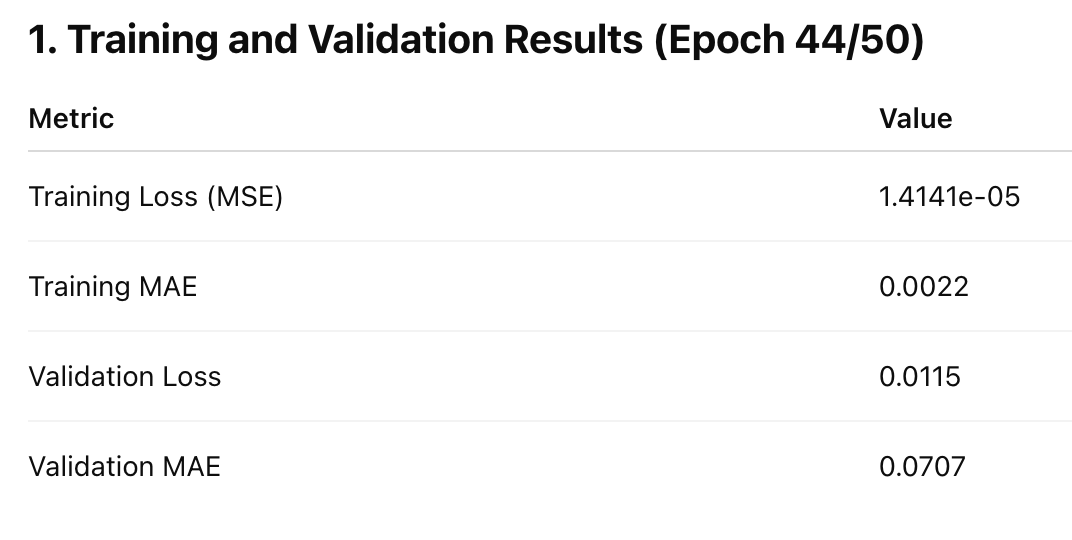 1. Training and Validation Results (Epoch 44/50)
Metric Value
Training Loss (MSE) 1.4141e-05
Training MAE 0.0022
Validation Loss 0.0115
Validation MAE 0.0707